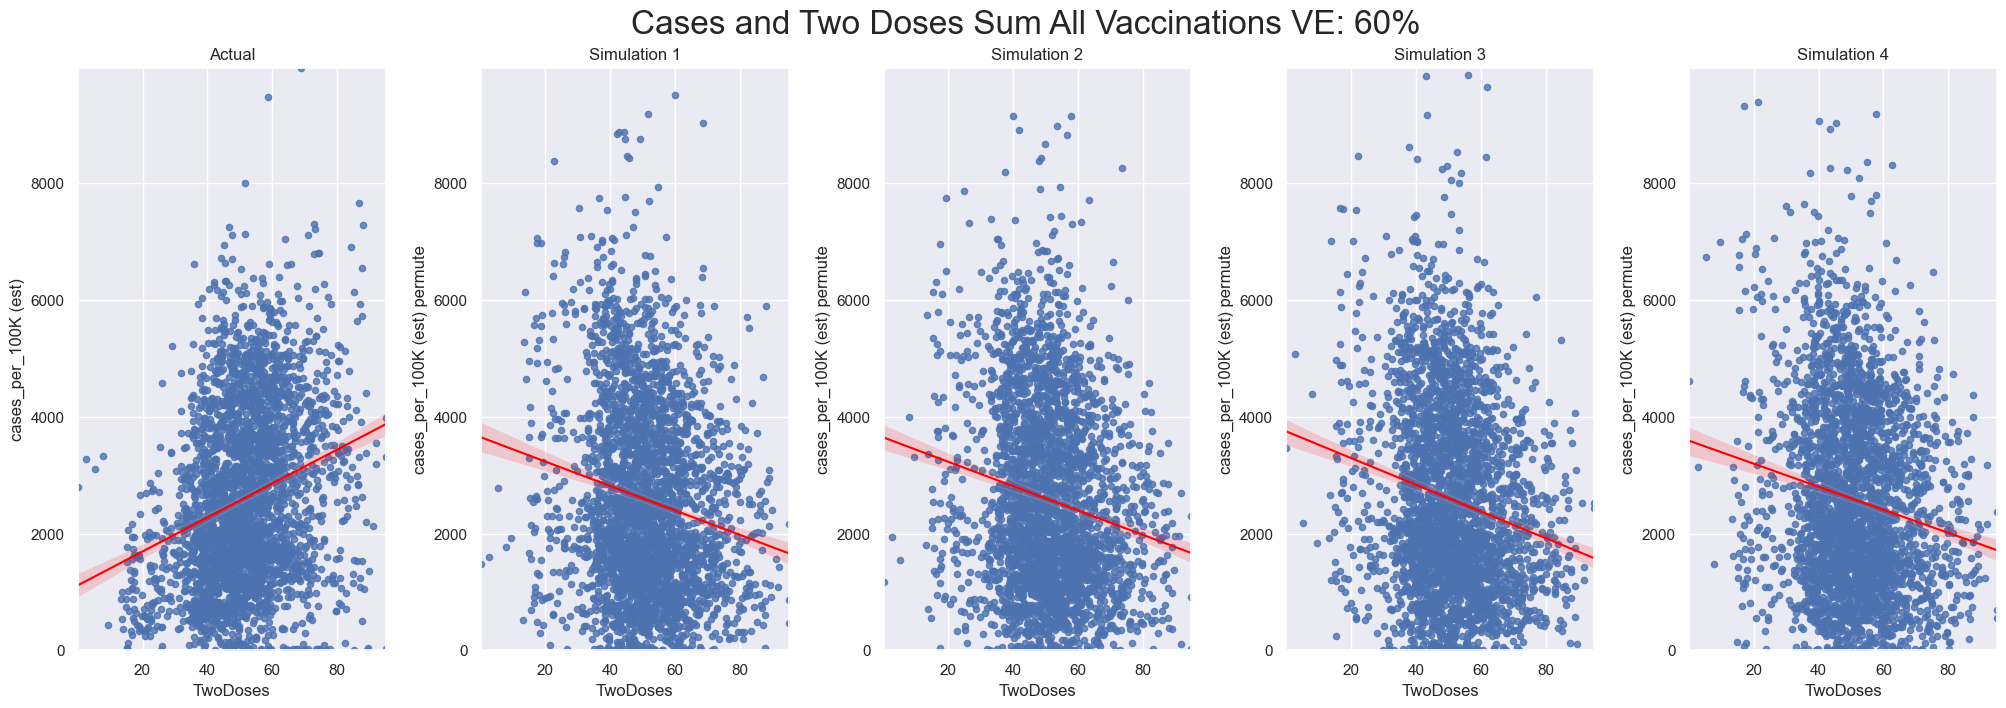 Cases and Two Doses Sum All Vaccinations VE: 60%
Actual
Simulation 1
Simulation 2
Simulation 3
Simulation 4
cases_per_100K (est)
8000
6000
4000
2000
0
20 40 60 80
TwoDoses
cases_per_100K (est) permute
8000
6000
4000
2000
0
20 40 60 80
TwoDoses
cases_per_100K (est) permute
8000
6000
4000
2000
0
20 40 60 80
TwoDoses
cases_per_100K (est) permute
8000
6000
4000
2000
0
20 40 60 80
TwoDoses
cases_per_100K (est) permute
8000
6000
4000
2000
0
20 40 60 80
TwoDoses